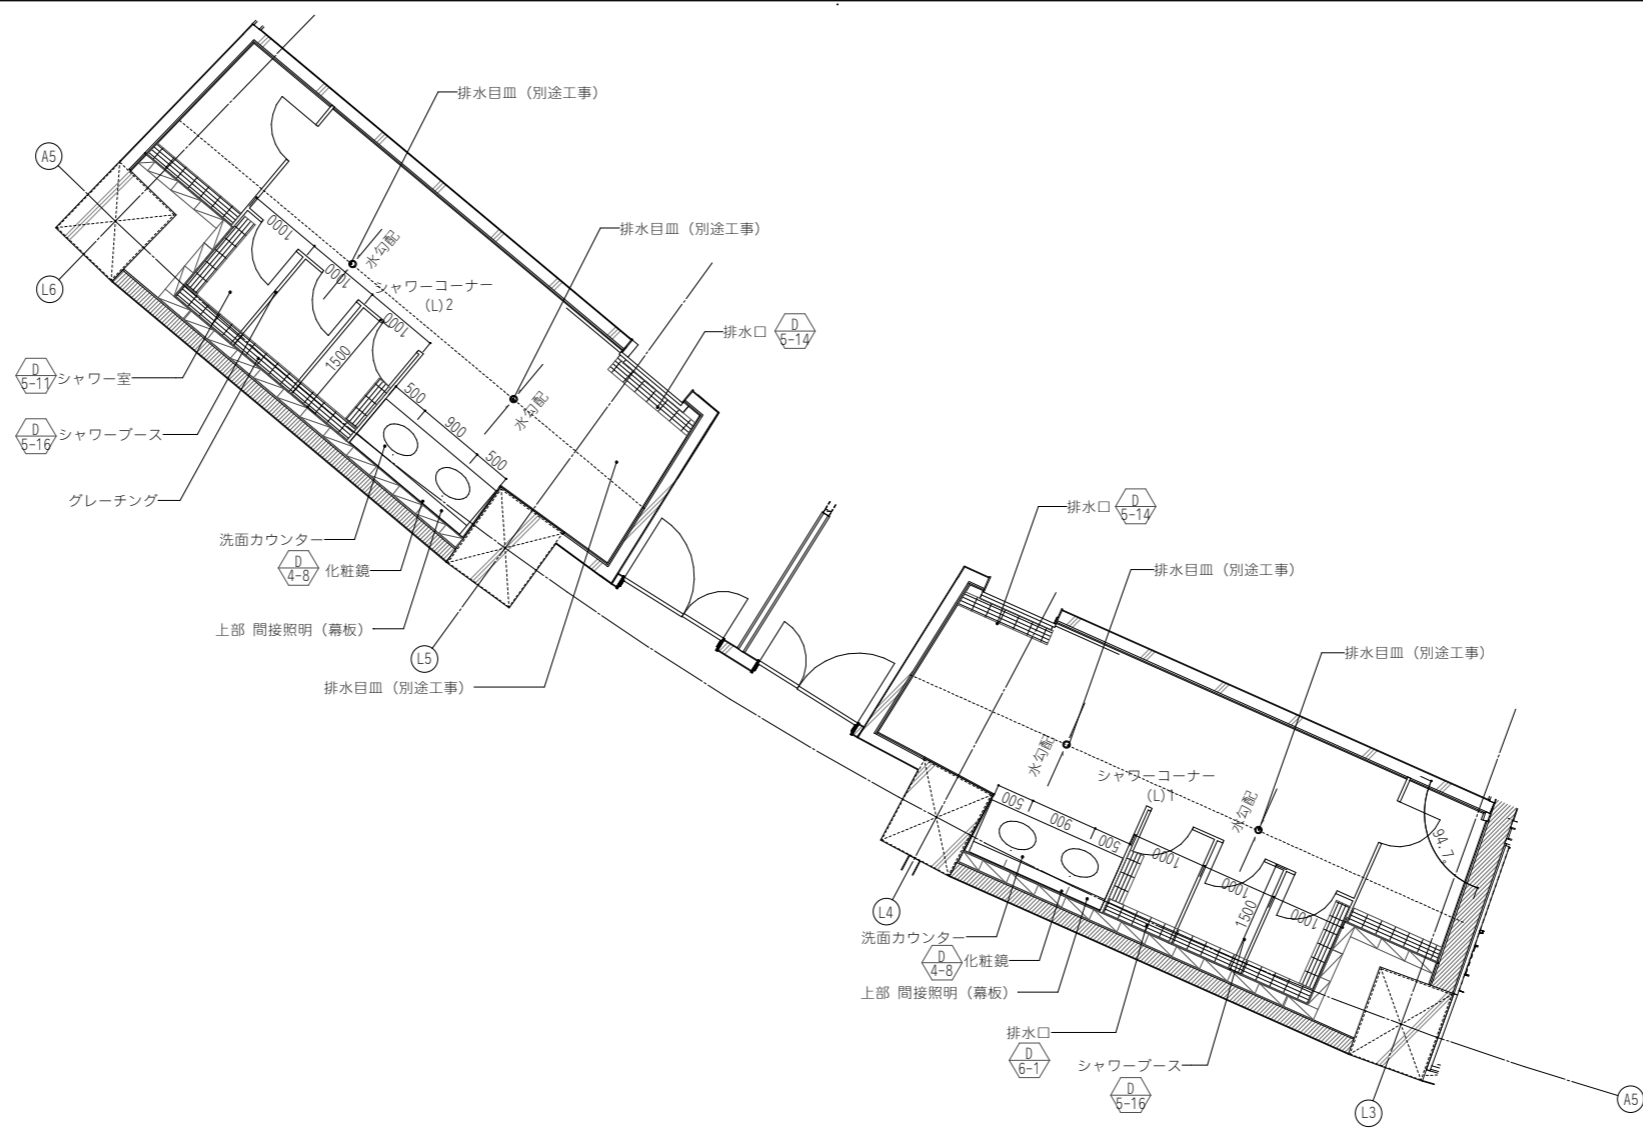 排水目皿（別途工事）
A5
排水目皿（別途工事）
1000
水勾配
1000
シャワーコーナー
(L)2
L6
1000
排水口
D
5-14
1500
D
5-11
シャワー室
500
水勾配
900
D
5-16
シャワーブース
500
グレーチング
洗面カウンター
D
4-8
化粧鏡
上部 間接照明（幕板）
L5
排水目皿（別途工事）
排水口
D
5-14
排水目皿（別途工事）
排水目皿（別途工事）
水勾配
シャワーコーナー
(L)1
500
900
500
水勾配
94.7°
1000
1000
1500
1000
L4
洗面カウンター
D
4-8
化粧鏡
上部 間接照明（幕板）
排水口
D
6-1
シャワーブース
D
5-16
L3
A5